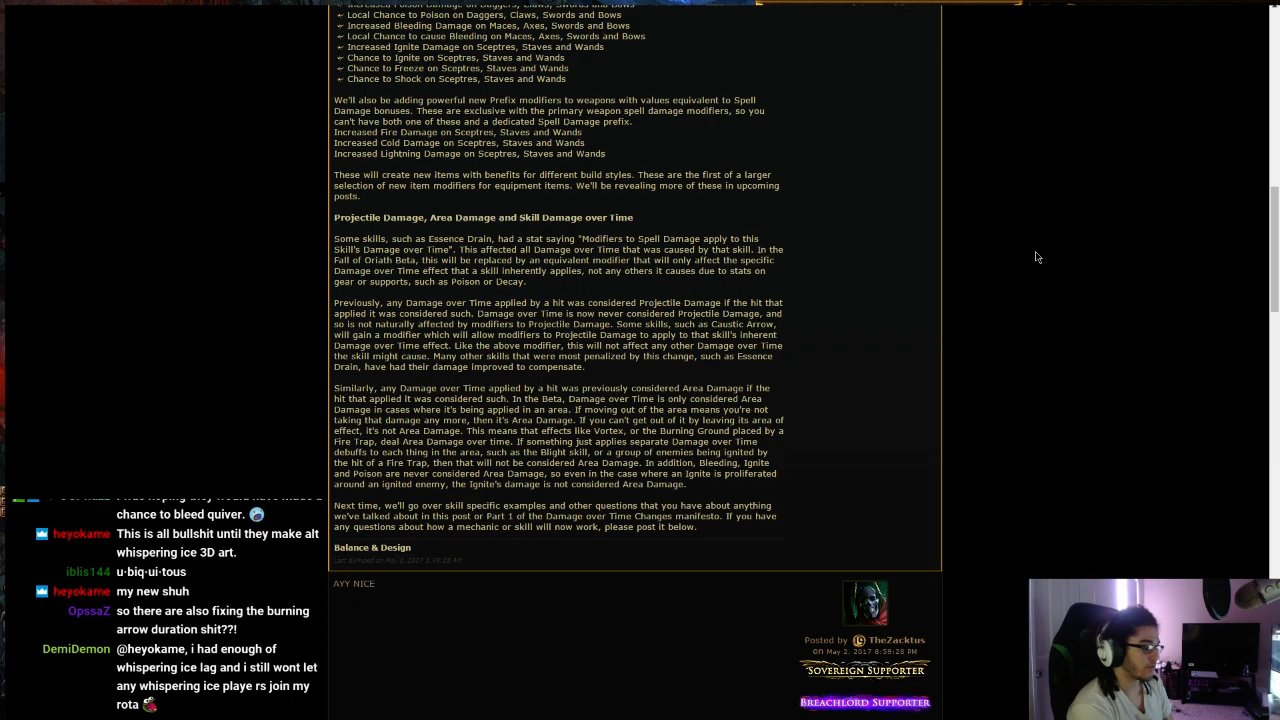 Increased Poison Damage on Daggers, Claws, Swords and Bows
Local Chance to Poison on Daggers, Claws, Swords and Bows
Increased Bleeding Damage on Maces, Axes, Swords and Bows
Local Chance to cause Bleeding on Maces, Axes, Swords and Bows
Increased Ignite Damage on Sceptres, Staves and Wands
Chance to Ignite on Sceptres, Staves and Wands
Chance to Freeze on Sceptres, Staves and Wands
Chance to Shock on Sceptres, Staves and Wands
We'll also be adding powerful new Prefix modifiers to weapons with values equivalent to Spell
Damage bonuses. These are exclusive with the primary weapon spell damage modifiers, so you
can't have both one of these and a dedicated Spell Damage prefix.
Increased Fire Damage on Sceptres, Staves and Wands
Increased Cold Damage on Sceptres, Staves and Wands
Increased Lightning Damage on Sceptres, Staves and Wands
These will create new items with benefits for different build styles. These are the first of a larger
selection of new item modifiers for equipment items. We'll be revealing more of these in upcoming
posts.
Projectile Damage, Area Damage and Skill Damage over Time
Some skills, such as Essence Drain, had a stat saying "Modifiers to Spell Damage apply to this
Skill's Damage over Time". This affected all Damage over Time that was caused by that skill. In the
Fall of Oriath Beta, this will be replaced by an equivalent modifier that will only affect the specific
Damage over Time effect that a skill inherently applies, not any others it causes due to stats on
gear or supports, such as Poison or Decay.
Previously, any Damage over Time applied by a hit was considered Projectile Damage if the hit that
applied it was considered such. Damage over Time is now never considered Projectile Damage, and
so is not naturally affected by modifiers to Projectile Damage. Some skills, such as Caustic Arrow,
will gain a modifier which will allow modifiers to Projectile Damage to apply to that skill's inherent
Damage over Time effect. Like the above modifier, this will not affect any other Damage over Time
the skill might cause. Many other skills that were most penalized by this change, such as Essence
Drain, have had their damage improved to compensate.
Similarly, any Damage over Time applied by a hit was previously considered Area Damage if the
hit that applied it was considered such. In the Beta, Damage over Time is only considered Area
Damage in cases where it's being applied in an area. If moving out of the area means you're not
taking that damage any more, then it's Area Damage. If you can't get out of it by leaving its area of
effect, it's not Area Damage. This means that effects like Vortex, or the Burning Ground placed by a
Fire Trap, deal Area Damage over time. If something just applies separate Damage over Time
debuffs to each thing in the area, such as the Blight skill, or a group of enemies being ignited by
the hit of a Fire Trap, then that will not be considered Area Damage. In addition, Bleeding, Ignite
and Poison are never considered Area Damage, so even in the case where an Ignite is proliferated
around an ignited enemy, the Ignite's damage is not considered Area Damage.
Next time, we'll go over skill specific examples and other questions that you have about anything
we've talked about in this post or Part 1 of the Damage over Time Changes manifesto. If you have
any questions about how a mechanic or skill will now work, please post it below.
Balance & Design
Last bumped on May 3, 2017
AYY NICE
Posted by TheZacktus
on May 2, 2017 8:59:28 PM
SOVEREIGN SUPPORTER
BREACHLORD SUPPORTER
chance to bleed quiver.
heyokame This is all bullshit until they make alt
whispering ice 3D art.
iblis144 u·biq·ui·tous
heyokame my new shuh
OpssaZ so there are also fixing the burning
arrow duration shit??!
DemiDemon @heyokame, i had enough of
whispering ice lag and i still wont let
any whispering ice playe rs join my
rota